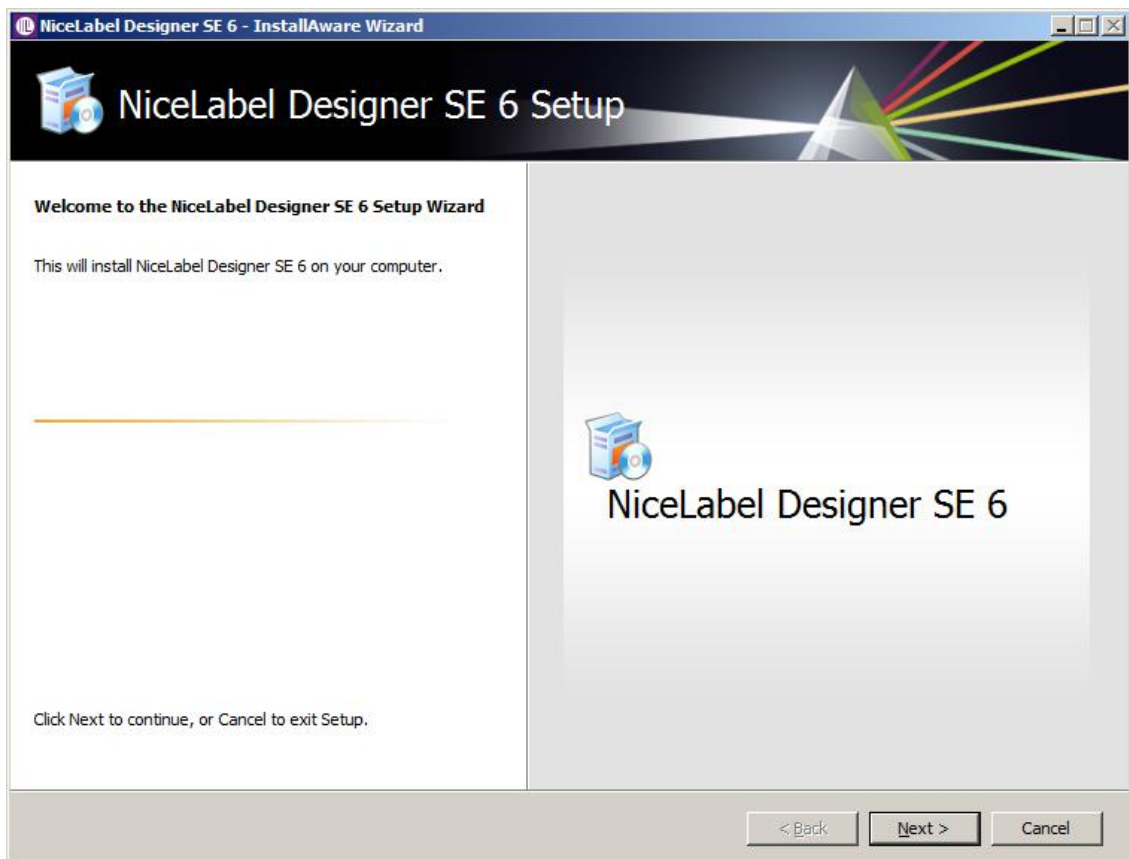 NiceLabel Designer SE 6 - InstallAware Wizard
NiceLabel Designer SE 6 Setup
Welcome to the NiceLabel Designer SE 6 Setup Wizard
This will install NiceLabel Designer SE 6 on your computer.
NiceLabel Designer SE 6
Click Next to continue, or Cancel to exit Setup.
< Back
Next >
Cancel